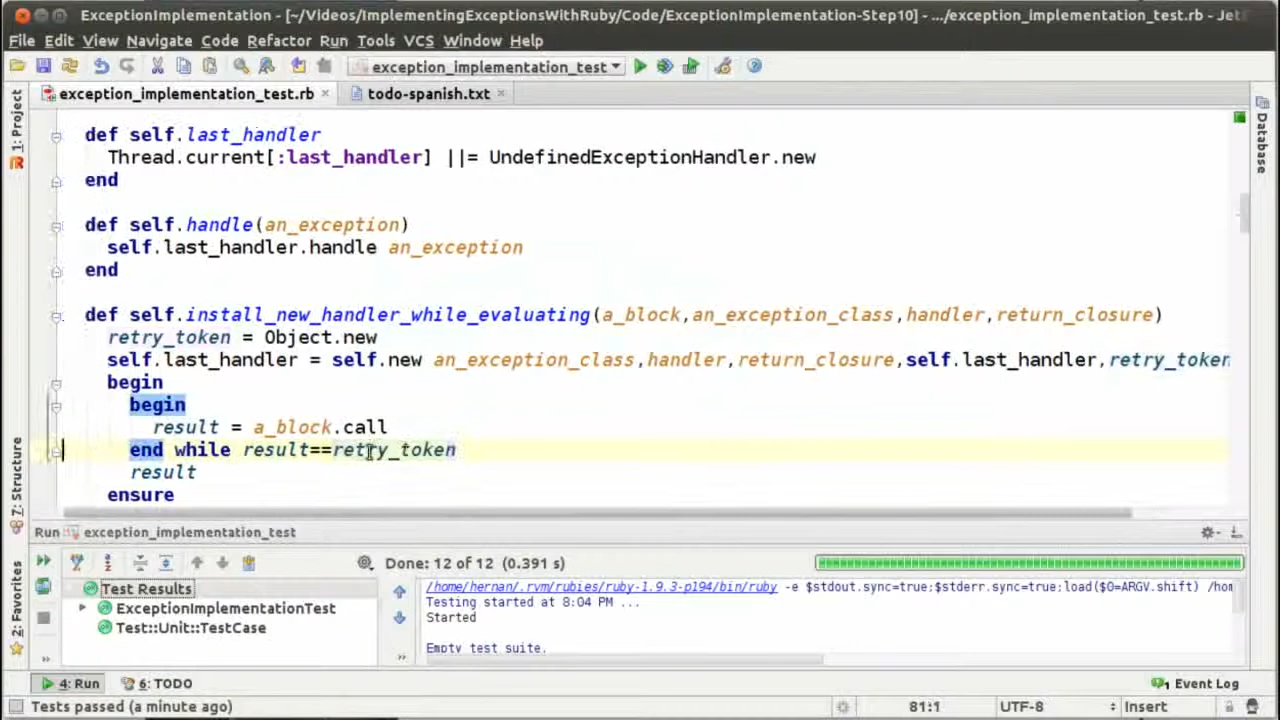 ExceptionImplementation - [~/Videos/ImplementingExceptionsWithRuby/Code/ExceptionImplementation-Step10] - .../exception_implementation_test.rb - Jet
File Edit View Navigate Code Refactor Run Tools VCS Window Help
exception_implementation_test
exception_implementation_test.rb todo-spanish.txt
1: Project
Database
7: Structure
2: Favorites
def self.last_handler
Thread.current[:last_handler] ||= UndefinedExceptionHandler.new
end
def self.handle(an_exception)
self.last_handler.handle an_exception
end
def self.install_new_handler_while_evaluating(a_block,an_exception_class,handler,return_closure)
retry_token = Object.new
self.last_handler = self.new an_exception_class,handler,return_closure,self.last_handler,retry_token
begin
begin
result = a_block.call
end while result==retry_token
result
ensure
Run exception_implementation_test
Done: 12 of 12 (0.391 s)
Test Results
ExceptionImplementationTest
Test::Unit::TestCase
/home/hernan/.rvm/rubies/ruby-1.9.3-p194/bin/ruby -e $stdout.sync=true;$stderr.sync=true;load($0=ARGV.shift) /hom
Testing started at 8:04 PM ...
Started
Empty test suite.
4: Run 6: TODO 1 Event Log
Tests passed (a minute ago) 81:1 UTF-8 Insert